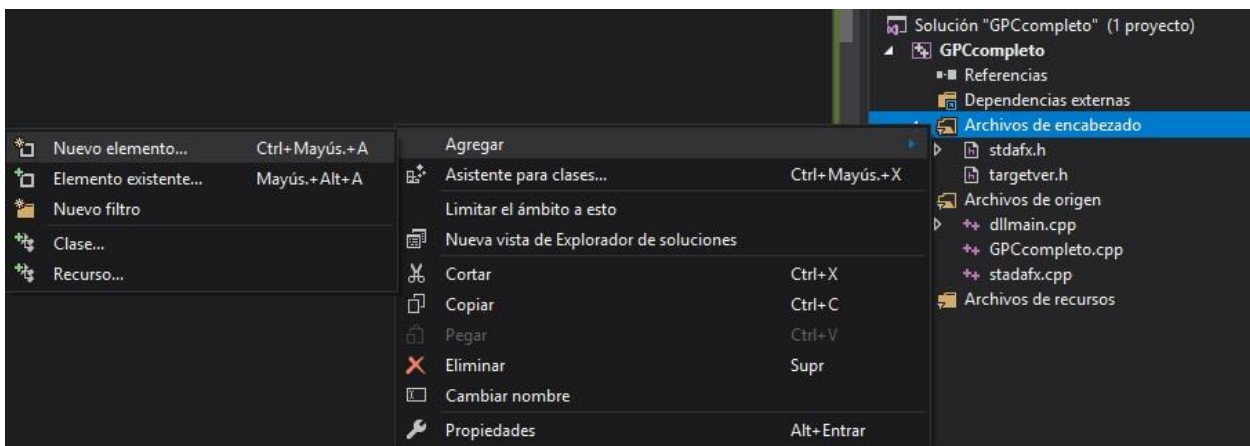 Solución "GPCcompleto" (1 proyecto)
GPCcompleto
Referencias
Dependencias externas
Archivos de encabezado
stdafx.h
targetver.h
Archivos de origen
dllmain.cpp
GPCcompleto.cpp
stadafx.cpp
Archivos de recursos
Agregar
Asistente para clases... Ctrl+Mayús.+X
Limitar el ámbito a esto
Nueva vista de Explorador de soluciones
Cortar Ctrl+X
Copiar Ctrl+C
Pegar Ctrl+V
Eliminar Supr
Cambiar nombre
Propiedades Alt+Entrar
Nuevo elemento... Ctrl+Mayús.+A
Elemento existente... Mayús.+Alt+A
Nuevo filtro
Clase...
Recurso...